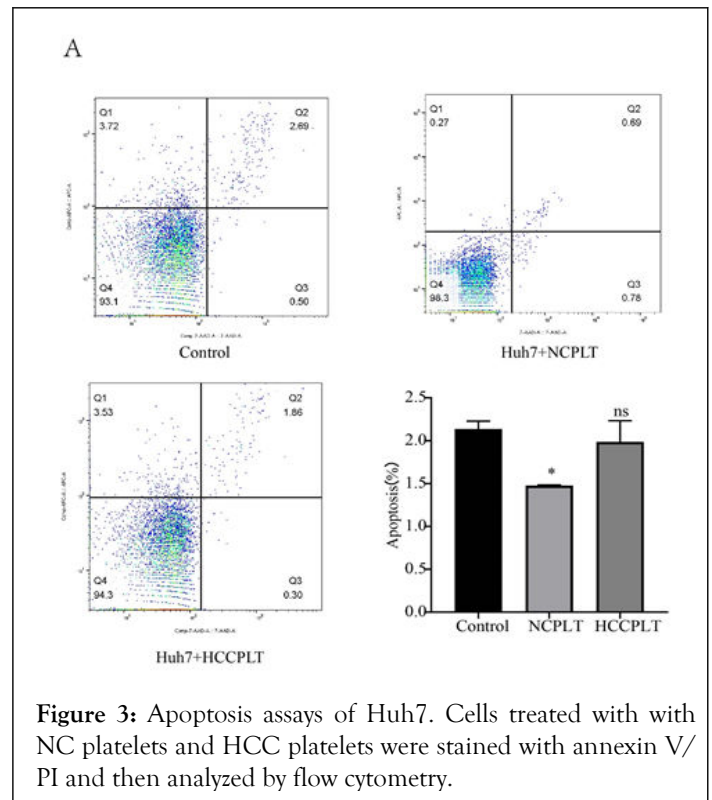 A
Q1
3.72
Q2
2.69
Q4
93.1
Q3
0.50
Control
Q1
0.27
Q2
0.69
Q4
98.3
Q3
0.78
Huh7+NCPLT
Q1
3.53
Q2
1.86
Q4
94.3
Q3
0.30
Huh7+HCCPLT
2.5
2.0
1.5
1.0
0.5
0.0
Apoptosis(%)
*
ns
Control NCPLT HCCPLT
Figure 3: Apoptosis assays of Huh7. Cells treated with with
NC platelets and HCC platelets were stained with annexin V/
PI and then analyzed by flow cytometry.